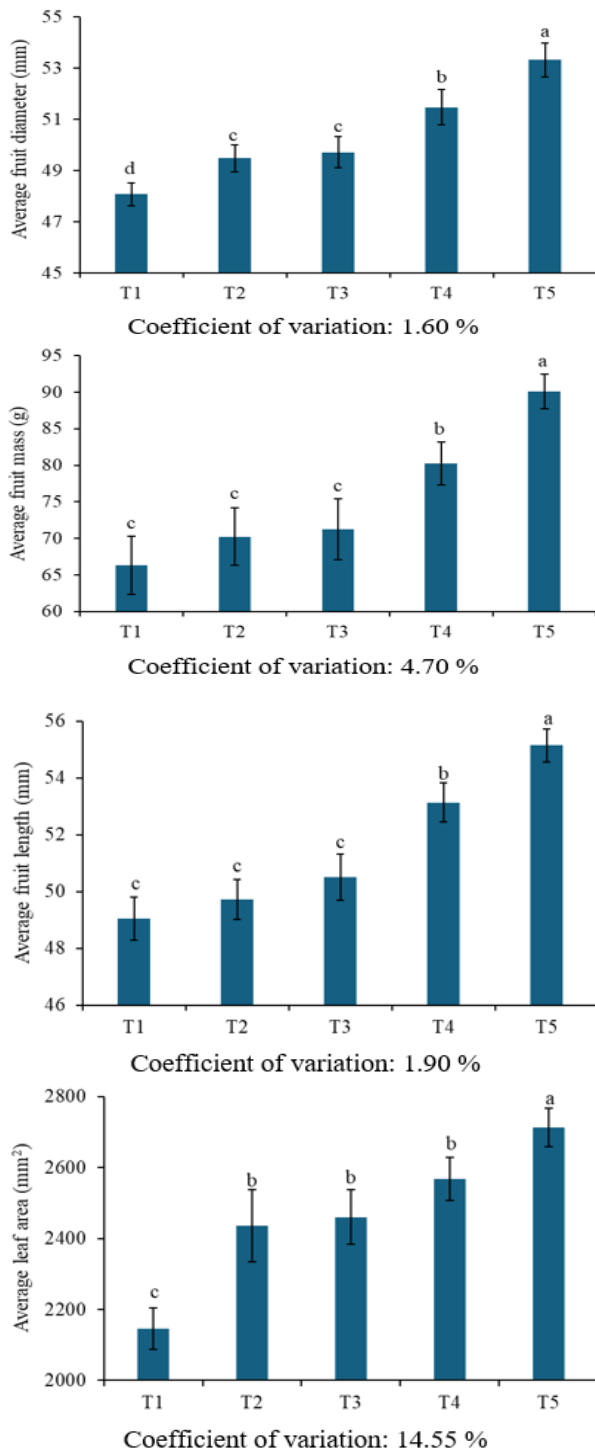 Average fruit diameter (mm)
55
53
51
49
47
45
d
c
c
b
a
T1 T2 T3 T4 T5
Coefficient of variation: 1.60 %
Average fruit mass (g)
95
90
85
80
75
70
65
60
c
c
c
b
a
T1 T2 T3 T4 T5
Coefficient of variation: 4.70 %
Average fruit length (mm)
56
54
52
50
48
46
c
c
c
b
a
T1 T2 T3 T4 T5
Coefficient of variation: 1.90 %
Average leaf area (mm²)
2800
2600
2400
2200
2000
c
b
b
b
a
T1 T2 T3 T4 T5
Coefficient of variation: 14.55 %